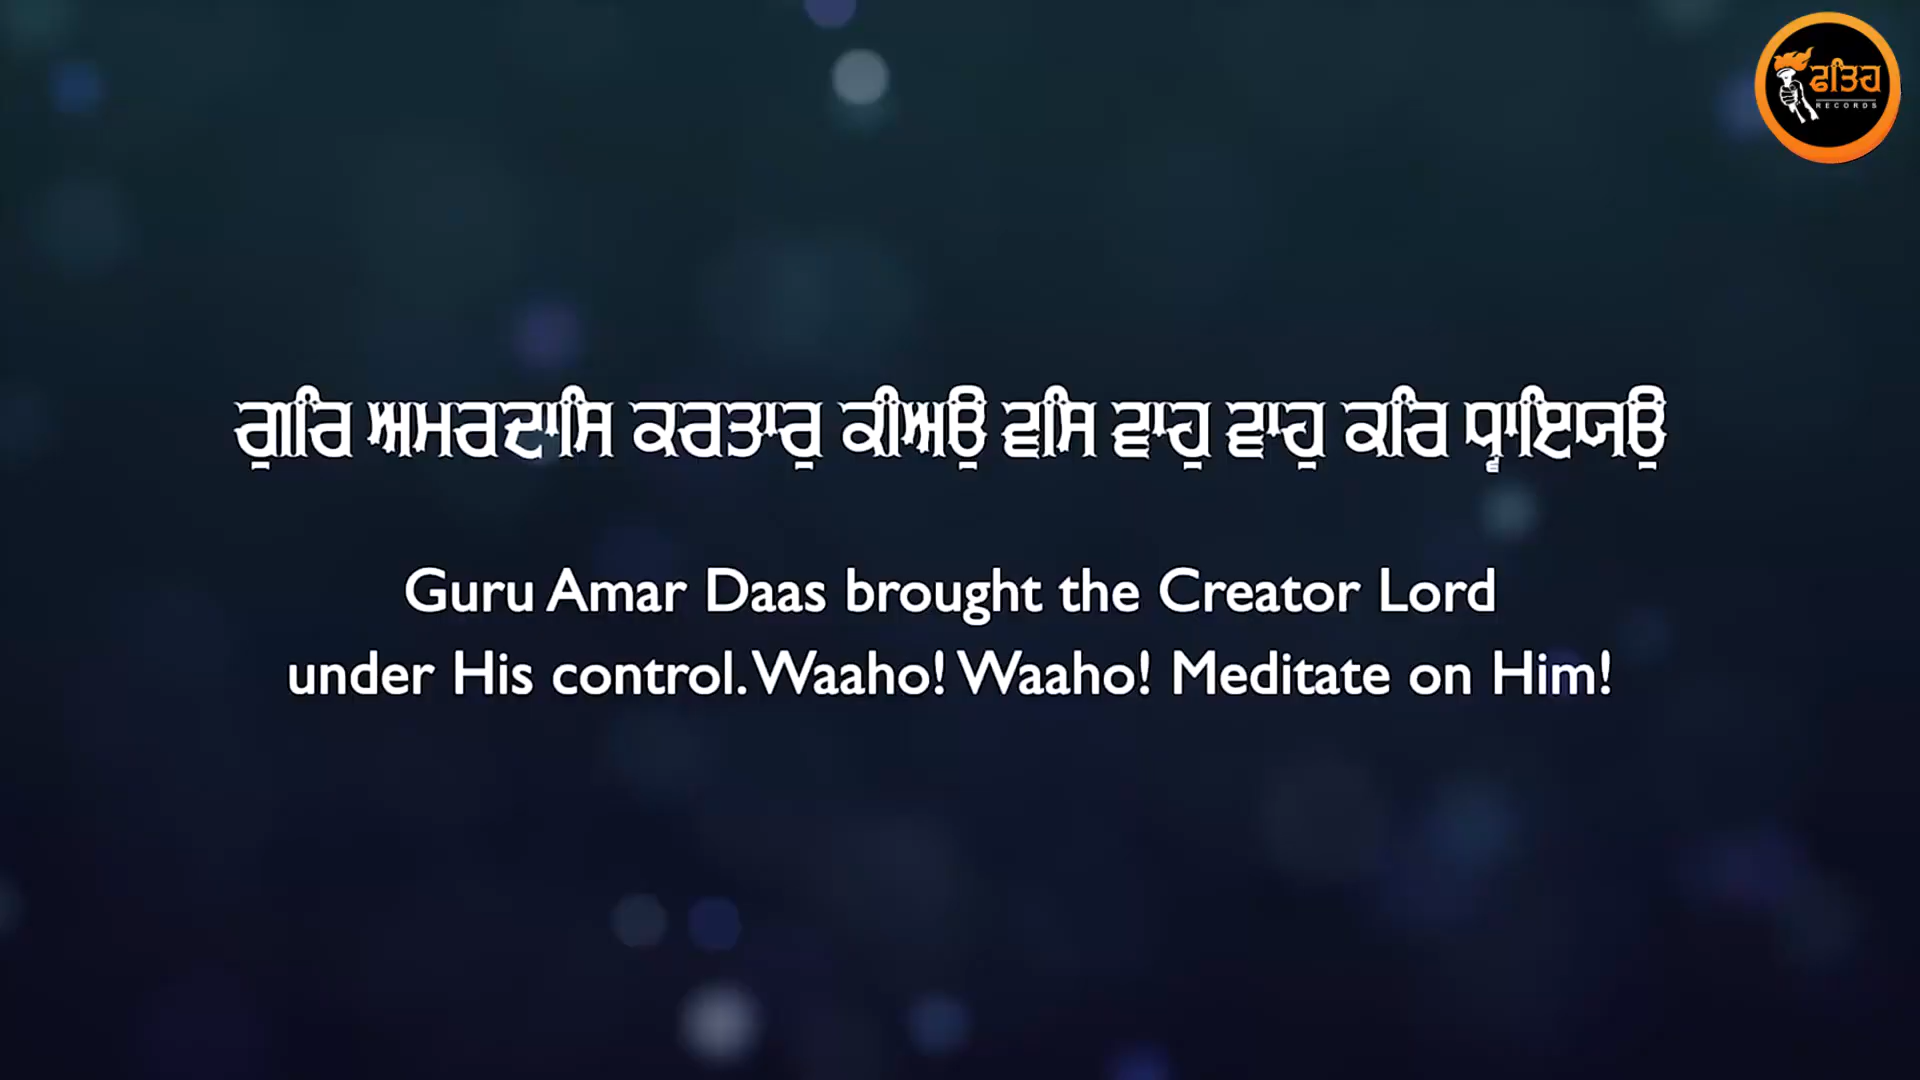 ਫਤਿਹ
RECORDS
ਗੁਰਿ ਅਮਰਦਾਸਿ ਕਰਤਾਰੁ ਕੀਅਉ ਵਸਿ ਵਾਹੁ ਵਾਹੁ ਕਰਿ ਧੵਾਇਯਉ
Guru Amar Daas brought the Creator Lord
under His control. Waaho! Waaho! Meditate on Him!